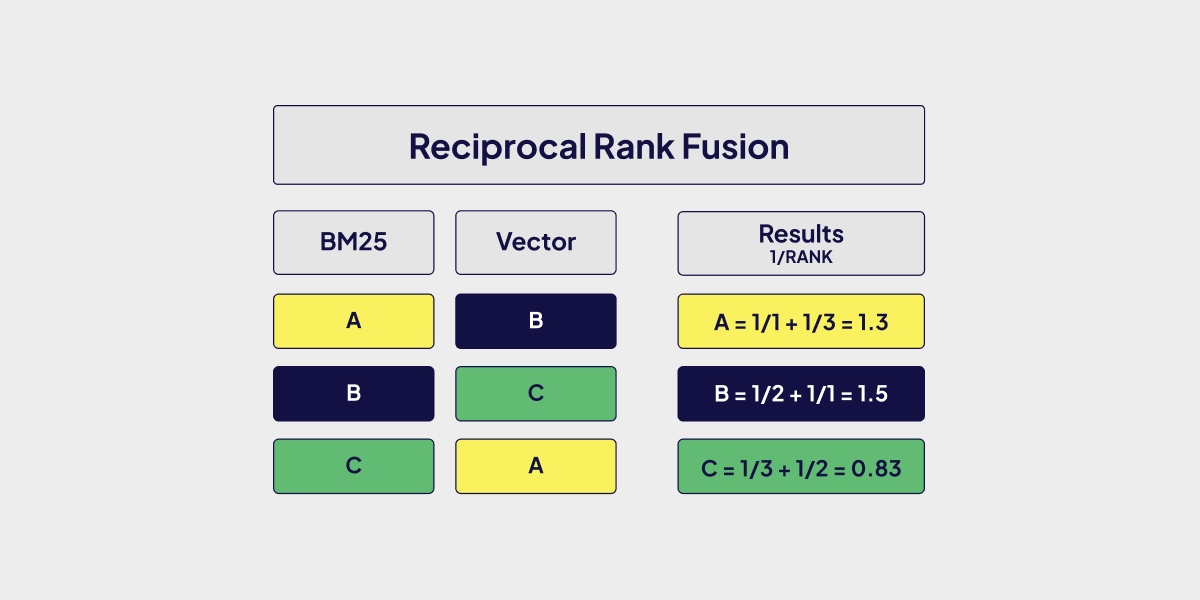 Reciprocal Rank Fusion
BM25
Vector
Results
1/RANK
A
B
A = 1/1 + 1/3 = 1.3
B
C
B = 1/2 + 1/1 = 1.5
C
A
C = 1/3 + 1/2 = 0.83